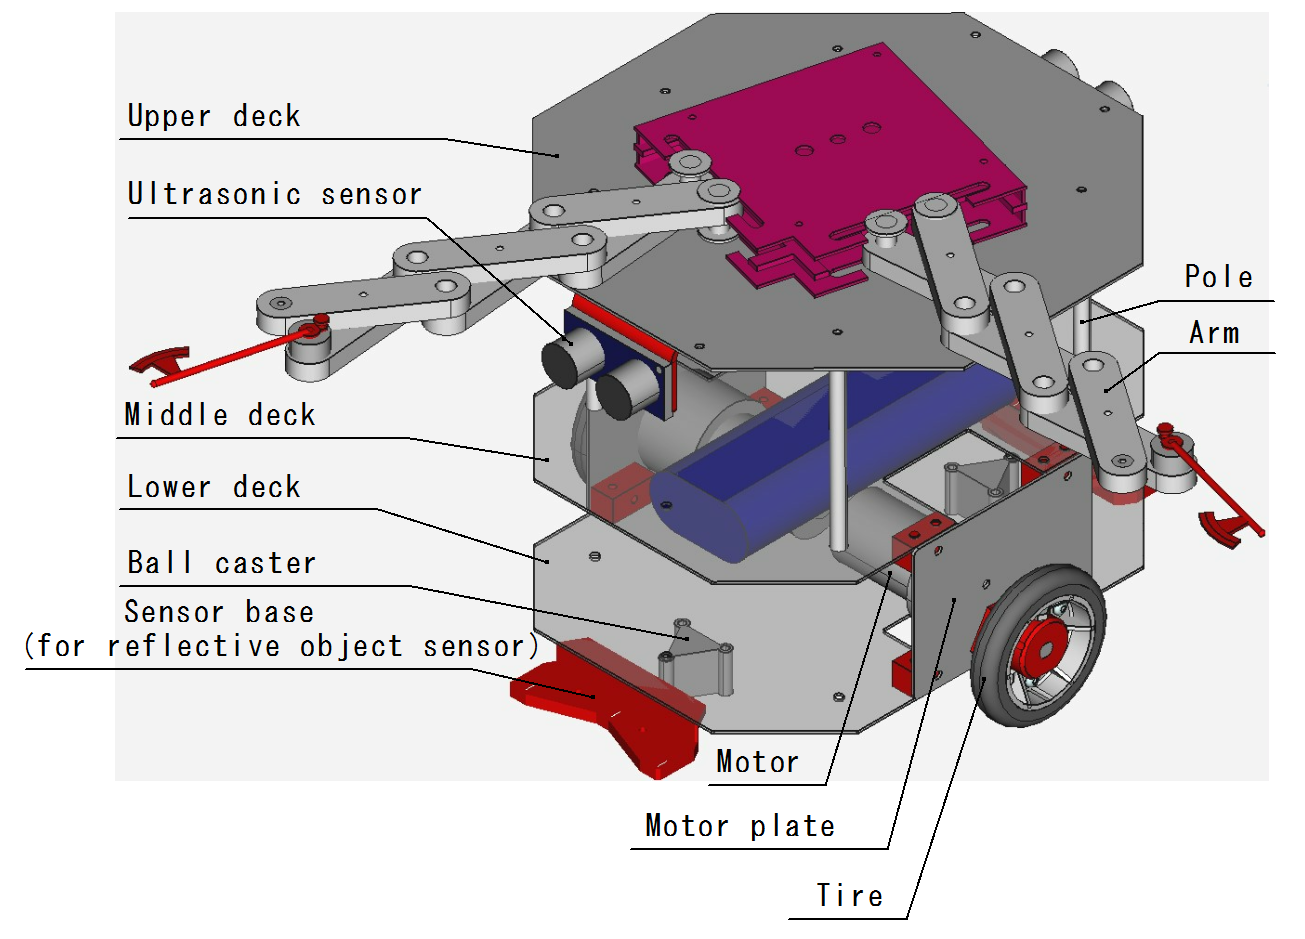 Upper deck
Ultrasonic sensor
Pole
Arm
Middle deck
Lower deck
Ball caster
Sensor base
(for reflective object sensor)
Motor
Motor plate
Tire